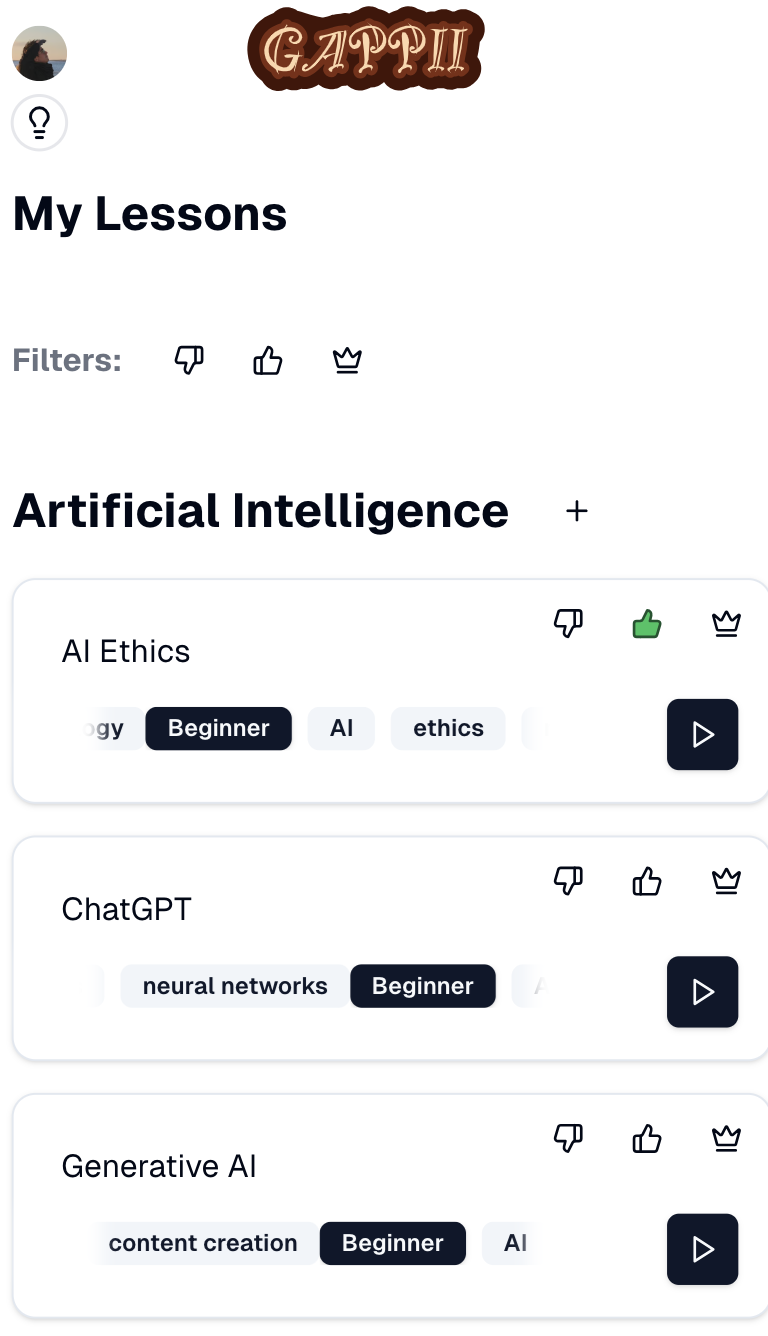 GAPPII
My Lessons
Filters:
Artificial Intelligence
AI Ethics
Beginner AI ethics
ChatGPT
neural networks Beginner
Generative AI
content creation Beginner AI